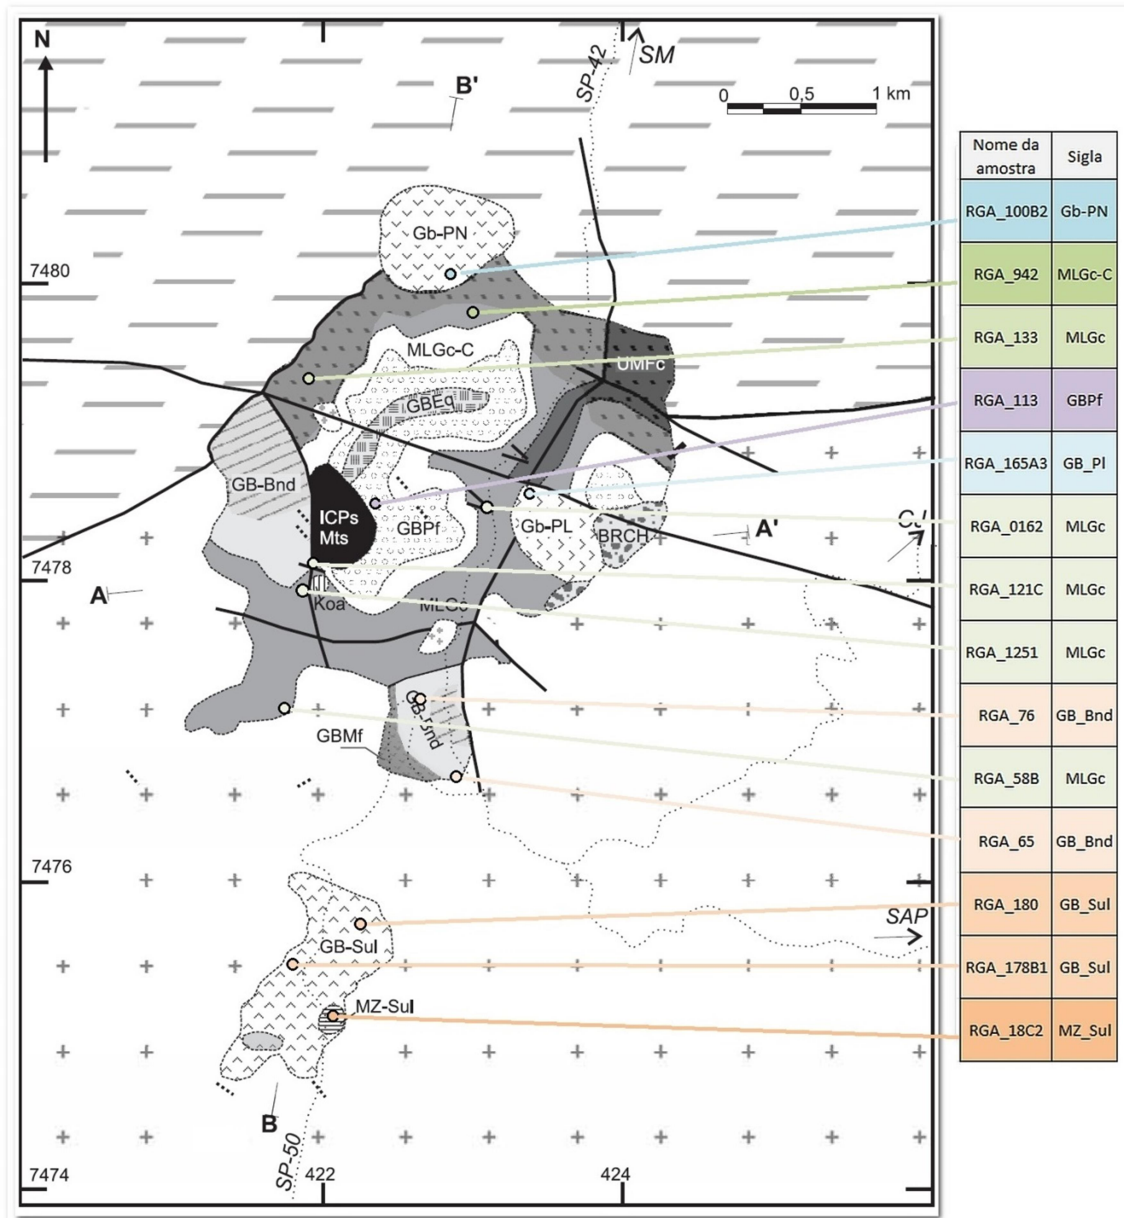 N
B'
SP-42
SM
0 0,5 1 km
Gb-PN
7480
MLGc-C
UMFc
GBEq
GB-Bnd
ICPs
Mts
GBPf
Gb-PL
BRCH
A'
CJ
7478
A
Koa
MLGc
GB-Bnd
GBMf
7476
SAP
GB-Sul
MZ-Sul
B
SP-50
7474
422
424
Nome da amostra Sigla
RGA_100B2 Gb-PN
RGA_942 MLGc-C
RGA_133 MLGc
RGA_113 GBPf
RGA_165A3 GB_Pl
RGA_0162 MLGc
RGA_121C MLGc
RGA_1251 MLGc
RGA_76 GB_Bnd
RGA_58B MLGc
RGA_65 GB_Bnd
RGA_180 GB_Sul
RGA_178B1 GB_Sul
RGA_18C2 MZ_Sul